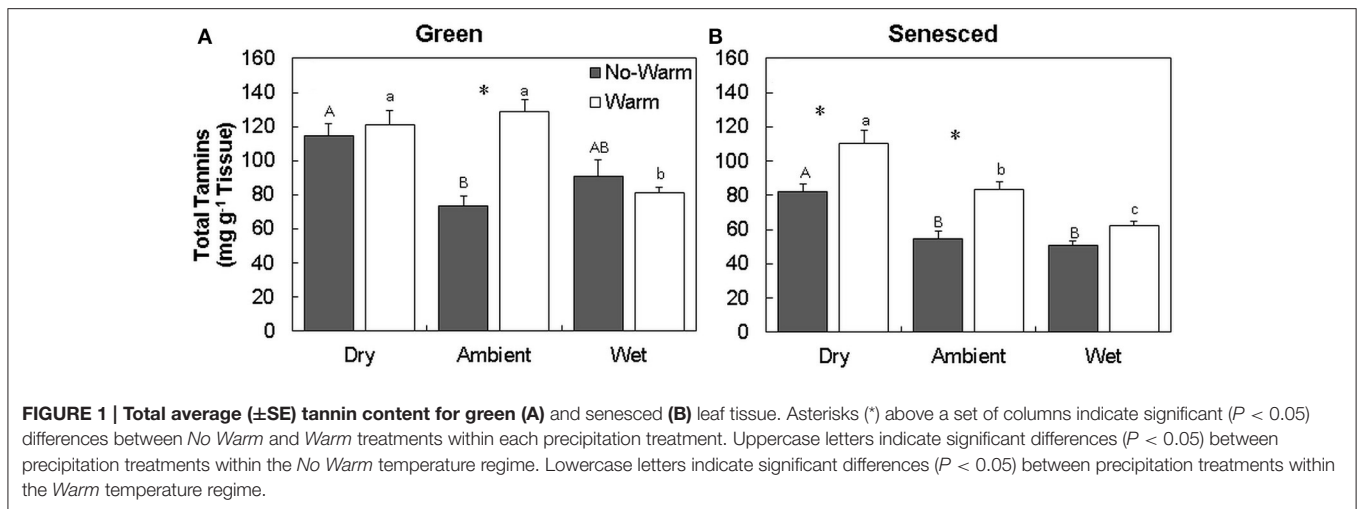 A Green
160
140
120
100
80
60
40
20
0
Total Tannins
(mg g-1 Tissue)
No-Warm
Warm
A a * a
B AB b
Dry Ambient Wet
B Senesced
160
140
120
100
80
60
40
20
0
* a *
A b
B B c
Dry Ambient Wet
FIGURE 1 | Total average (±SE) tannin content for green (A) and senesced (B) leaf tissue. Asterisks (*) above a set of columns indicate significant (P < 0.05)
differences between No Warm and Warm treatments within each precipitation treatment. Uppercase letters indicate significant differences (P < 0.05) between
precipitation treatments within the No Warm temperature regime. Lowercase letters indicate significant differences (P < 0.05) between precipitation treatments within
the Warm temperature regime.